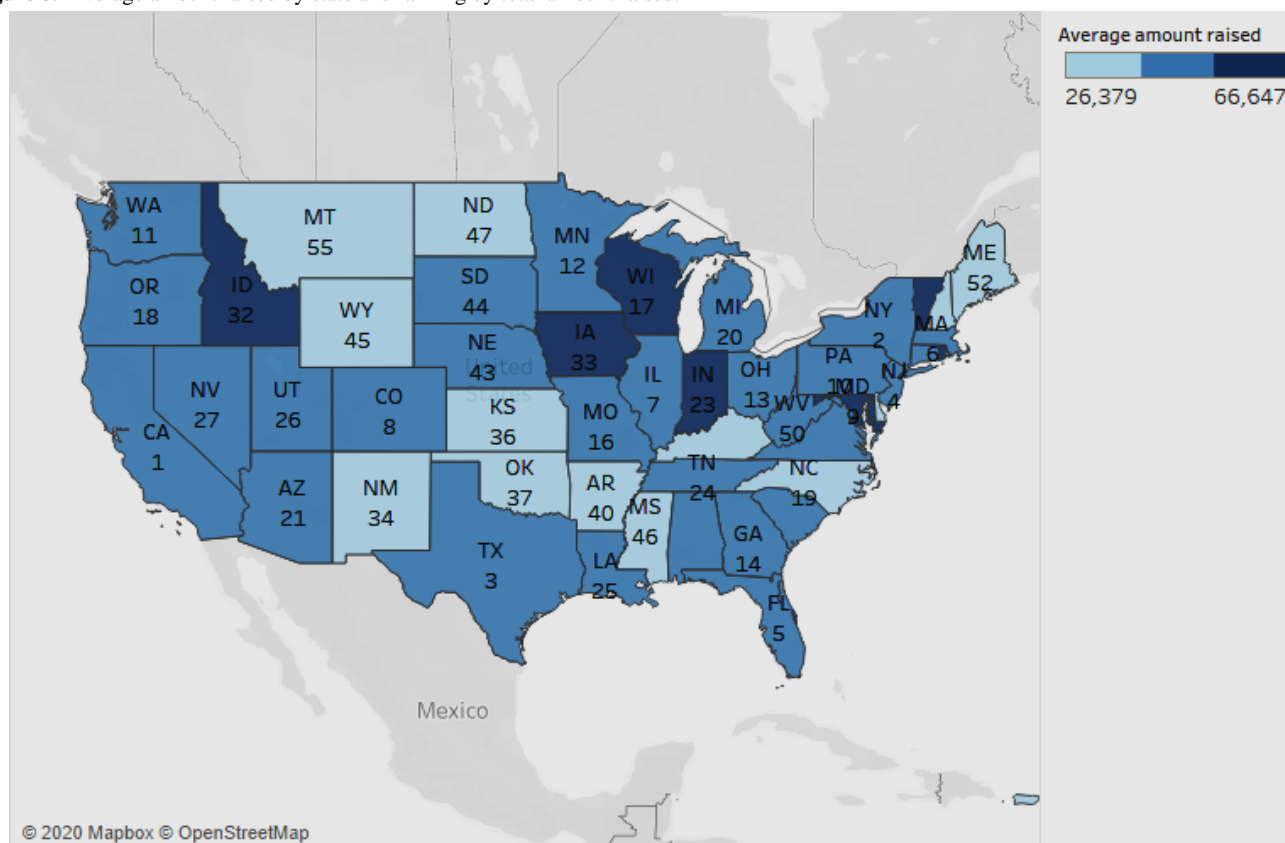 Average amount raised
26,379 66,647
WA
11
MT
55
ND
47
MN
12
ME
52
OR
18
ID
32
SD
44
WI
17
WY
45
MI
20
NY
2
MA
6
NE
43
IA
33
United
States
NV
27
UT
26
CO
8
IL
7
IN
23
OH
13
PA
NJ
4
MD
9
CA
1
KS
36
MO
16
WV
50
AZ
21
NM
34
OK
37
AR
40
TN
24
NC
19
MS
46
TX
3
LA
25
GA
14
FL
5
Mexico
© 2020 Mapbox © OpenStreetMap